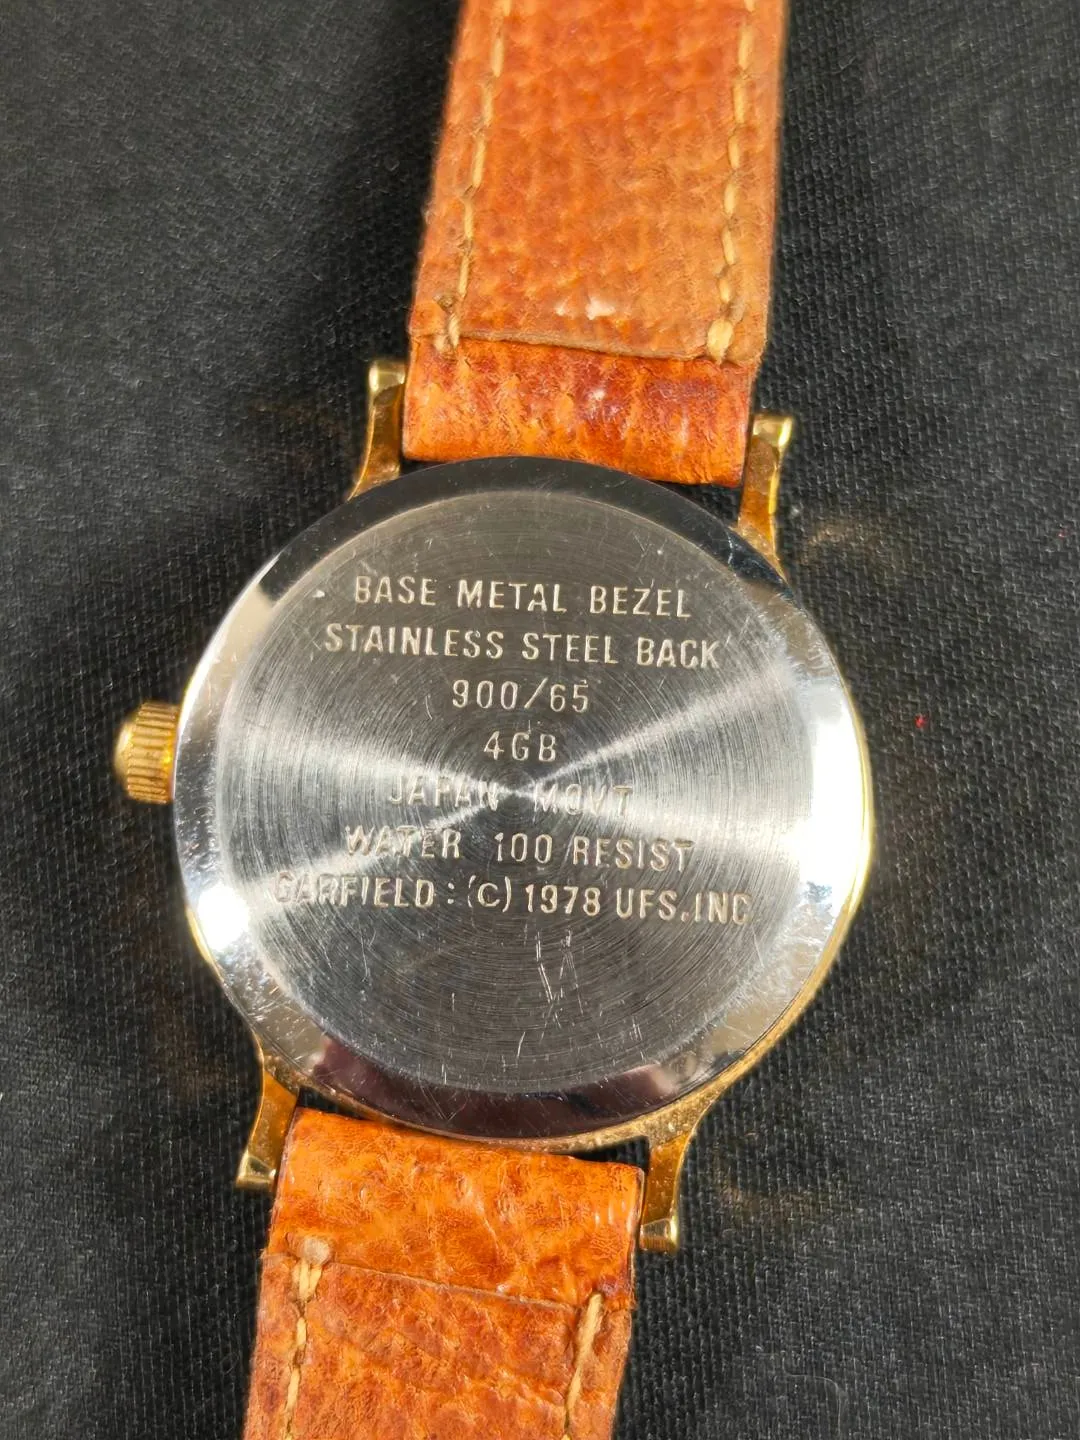 BASE METAL BEZEL
STAINLESS STEEL BACK
900/65
4GB
JAPAN MOVT
WATER 100 RESIST
GARFIELD : (C) 1978 UFS, INC